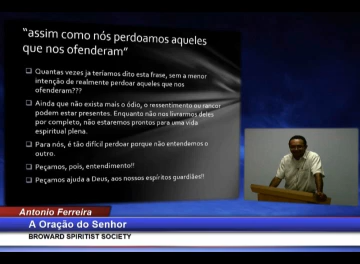 "assim como nós perdoamos aqueles
que nos ofenderam"
Quantas vezes ja teríamos dito esta frase, sem a menor
intenção de realmente perdoar aqueles que nos
ofenderam???
Ainda que não exista mais o ódio, o ressentimento ou rancor
podem estar presentes. Enquanto não nos livrarmos deles
por completo, não estaremos prontos para uma vida
espiritual plena.
Para nós, é tão difícil perdoar porque não entendemos o
outro.
Peçamos, pois, entendimento!!
Peçamos ajuda a Deus, aos nossos espíritos guardiães!!
Antonio Ferreira
A Oração do Senhor
BROWARD SPIRITIST SOCIETY